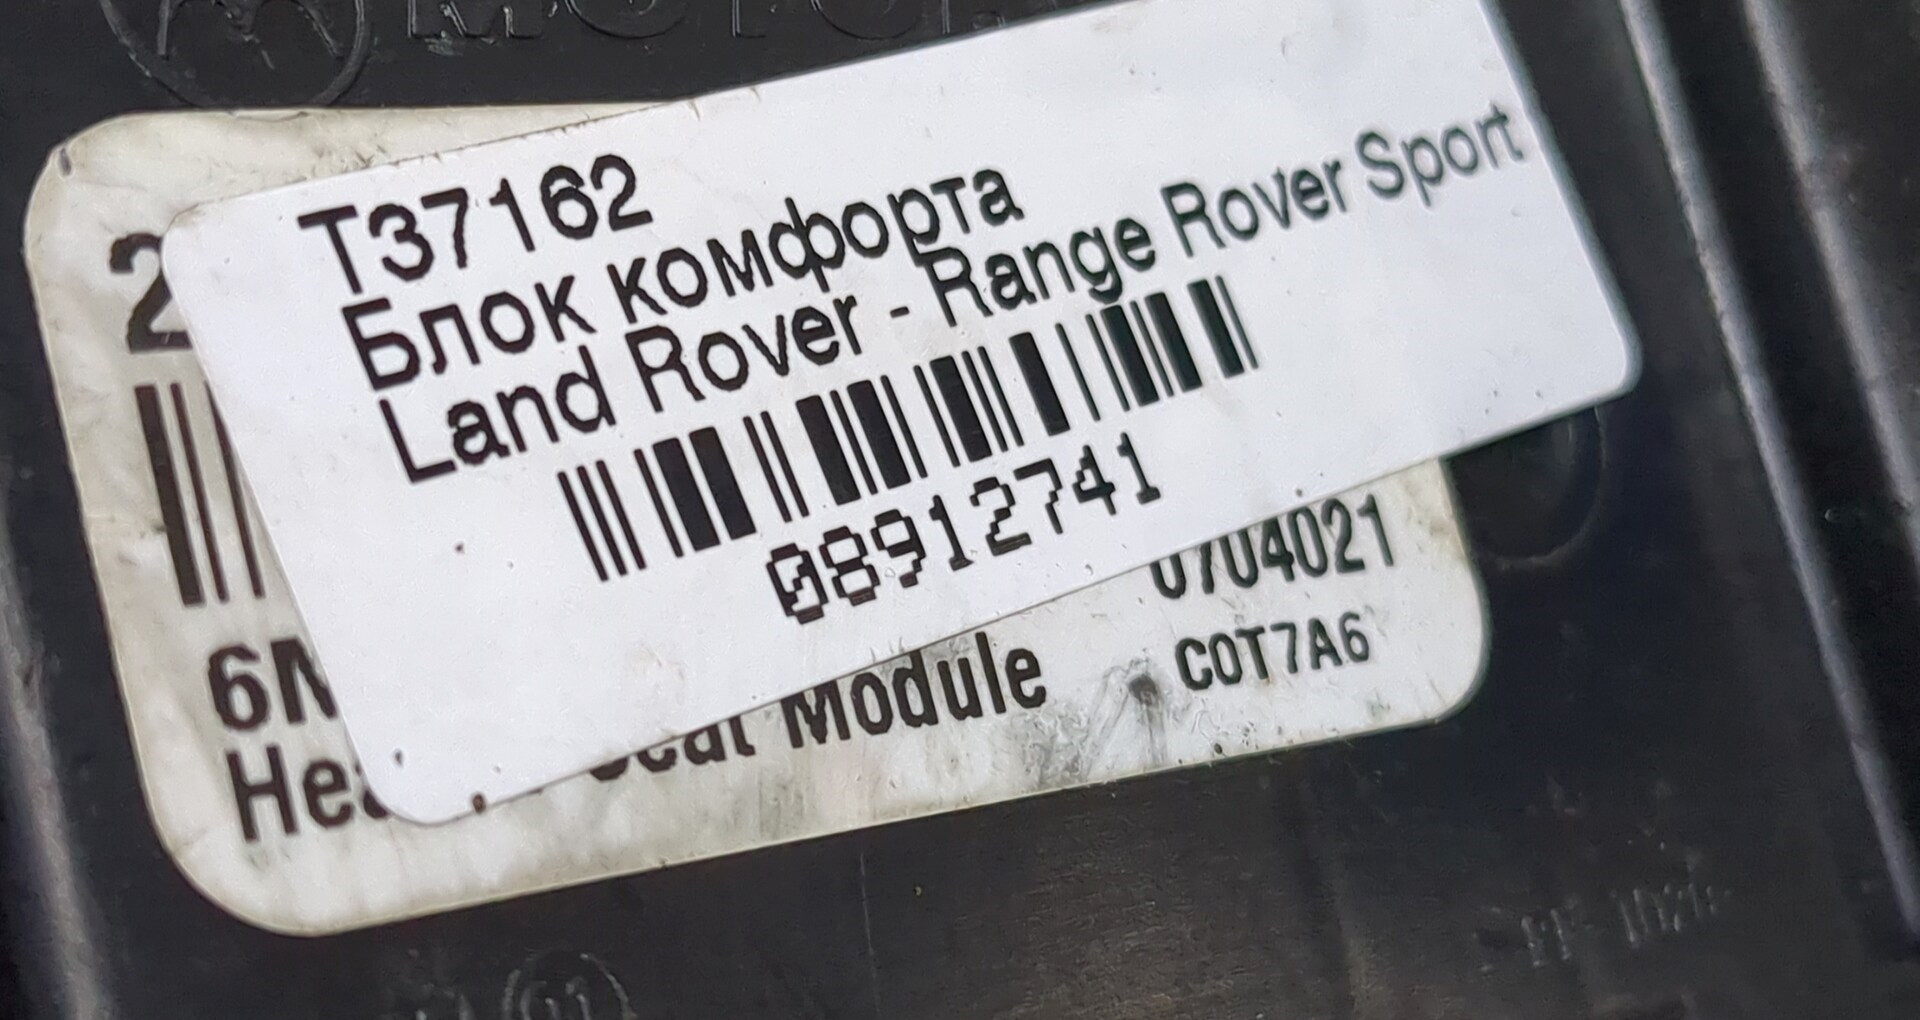 T37162
Блок комфорта
Land Rover - Range Rover Sport
08912741
0704021
C0T7A6
Module